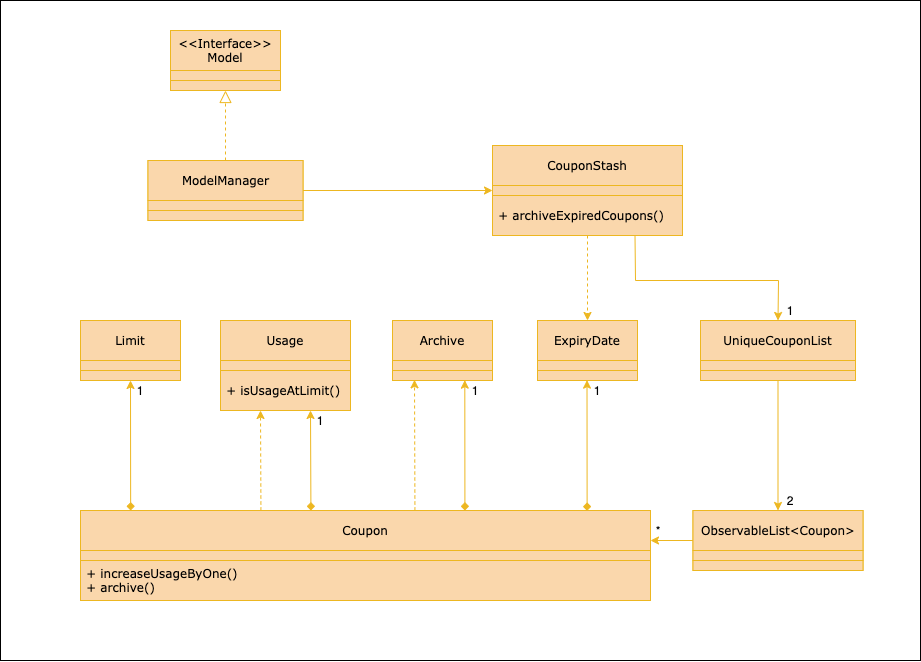 <<Interface>>
Model
ModelManager
CouponStash
+ archiveExpiredCoupons()
1
Limit
Usage
Archive
ExpiryDate
UniqueCouponList
+ isUsageAtLimit()
1
1
1
1
2
Coupon
*
ObservableList<Coupon>
+ increaseUsageByOne()
+ archive()